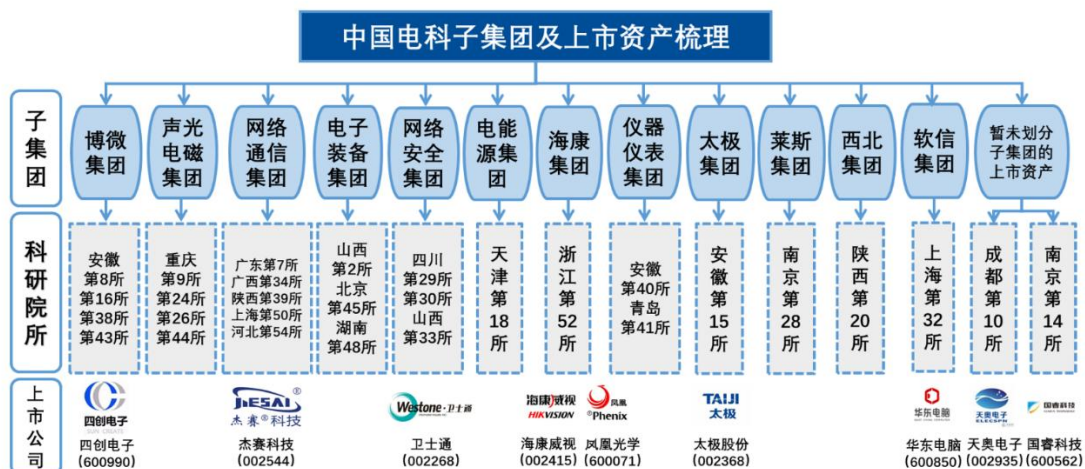 中国电科子集团及上市资产梳理
子集团
博微
集团
声光
电磁
集团
网络
通信
集团
电子
装备
集团
网络
安全
集团
电能
源集
团
海康
集团
仪器
仪表
集团
太极
集团
莱斯
集团
西北
集团
软信
集团
暂未划分
子集团的
上市资产
科研院所
安徽
第8所
第16所
第38所
第43所
重庆
第9所
第24所
第26所
第44所
广东第7所
广西第34所
陕西第39所
上海第50所
河北第54所
山西
第2所
北京
第45所
湖南
第48所
四川
第29所
第30所
山西
第33所
天津第18所
浙江第52所
安徽
第40所
青岛
第41所
安徽第15所
南京第28所
陕西第20所
上海第32所
成都第10所
南京第14所
上市公司
四创电子
SUN CREATE
四创电子
(600990)
JIESAI®
杰赛®科技
杰赛科技
(002544)
Westone·卫士通
卫士通
(002268)
海康威视
HIKVISION
海康威视
(002415)
凤凰
®Phenix
凤凰光学
(600071)
TAIJI
太极
太极股份
(002368)
华东电脑
华东电脑
(600850)
天奥电子
ELECSPN
天奥电子
(002935)
国睿科技
国睿科技
(600562)